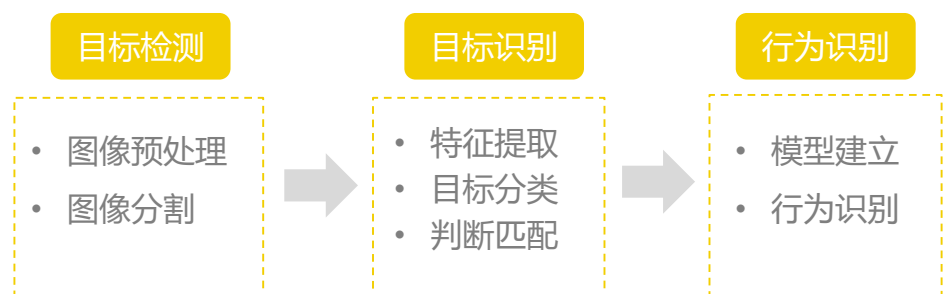 目标检测
• 图像预处理
• 图像分割
目标识别
• 特征提取
• 目标分类
• 判断匹配
行为识别
• 模型建立
• 行为识别